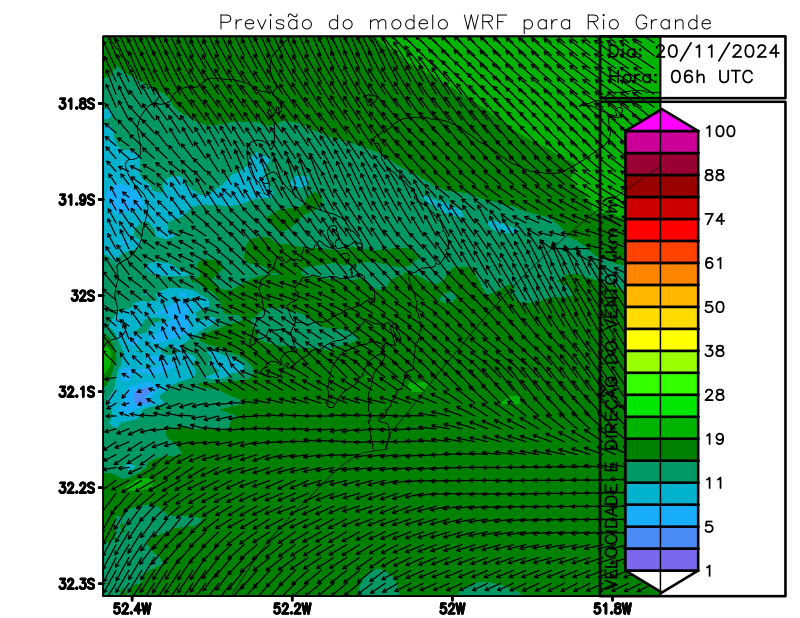 Previsão do modelo WRF para Rio Grande
Dia: 20/11/2024
Hora: 06h UTC
31.8S
31.9S
32S
32.1S
32.2S
32.3S
52.4W
52.2W
52W
51.8W
VELOCIDADE E DIREÇÃO DO VENTO (km/h)
100
88
74
61
50
38
28
19
11
5
1